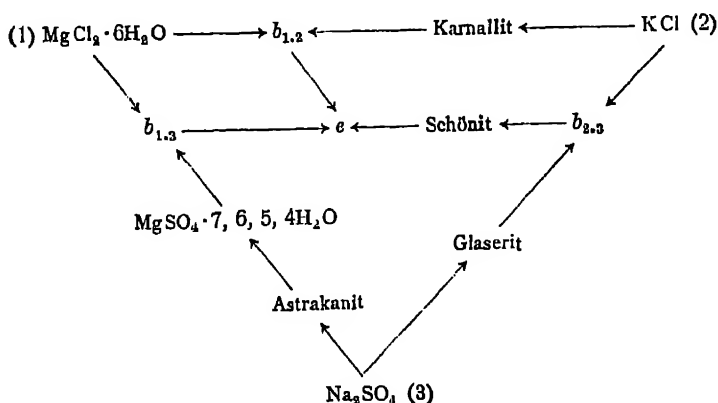 (1) MgCl₂·6H₂O b₁.₂ Karnallit KCl (2)
b₁.₃ e Schönit b₂.₃
MgSO₄·7, 6, 5, 4H₂O
Glaserit
Astrakanit
Na₂SO₄ (3)